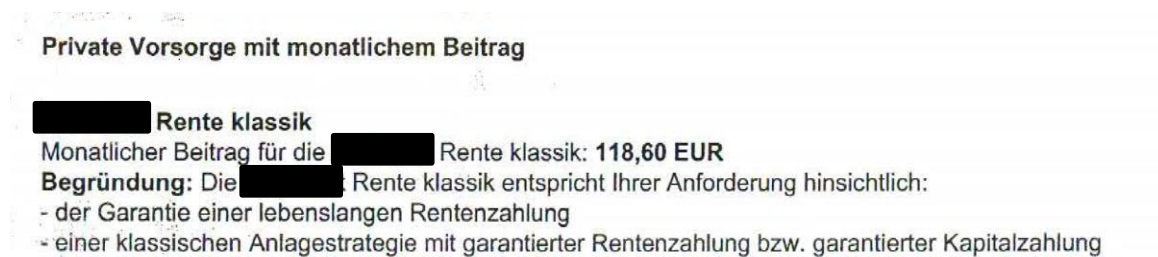 Private Vorsorge mit monatlichem Beitrag
Rente klassik
Monatlicher Beitrag für die Rente klassik: 118,60 EUR
Begründung: Die Rente klassik entspricht Ihrer Anforderung hinsichtlich:
- der Garantie einer lebenslangen Rentenzahlung
- einer klassischen Anlagestrategie mit garantierter Rentenzahlung bzw. garantierter Kapitalzahlung